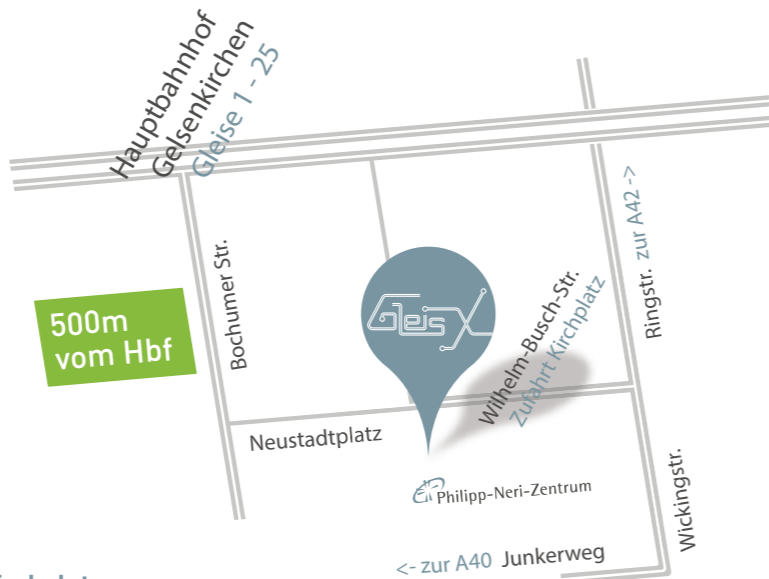 Hauptbahnhof
Gelsenkirchen
Gleise 1 - 25
Ringstr. zur A42 ->
Bochumer Str.
500m
vom Hbf
GleisX
Wilhelm-Busch-Str.
Zufahrt Kirchplatz
Neustadtplatz
Philipp-Neri-Zentrum
Wickingstr.
<- zur A40 Junkerweg